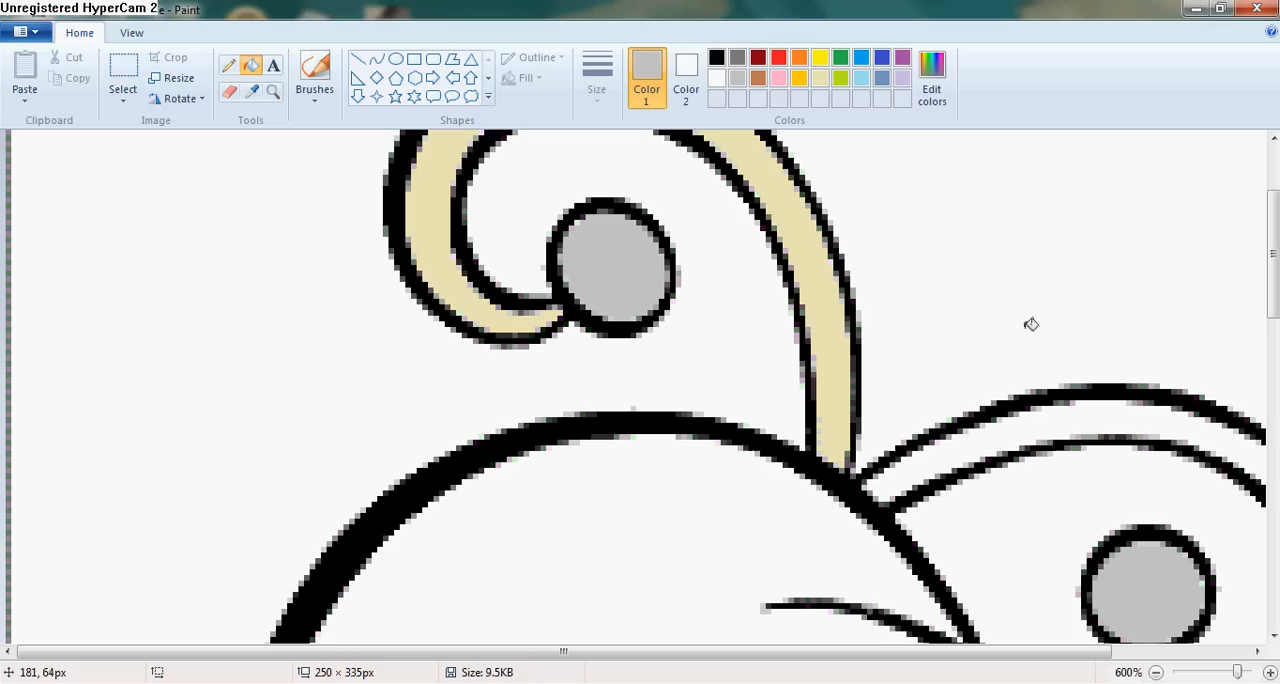 Unregistered HyperCam 2
e - Paint
Home View
Paste
Cut
Copy
Clipboard
Select
Crop
Resize
Rotate
Image
A
Tools
Brushes
Outline
Fill
Shapes
Size
Color 1
Color 2
Edit colors
Colors
181, 64px
250 × 335px
Size: 9.5KB
600%